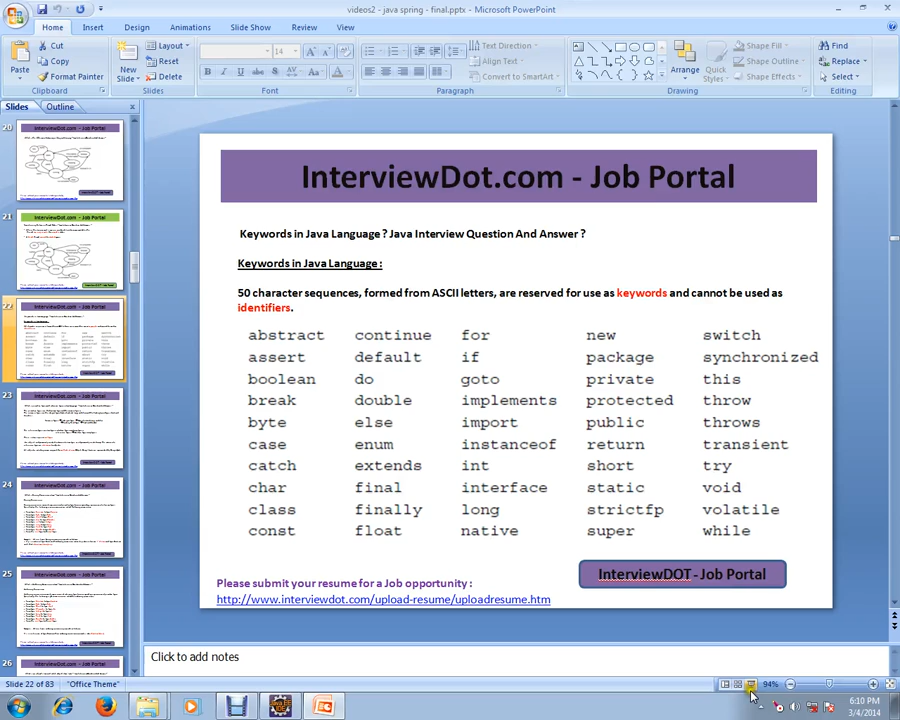 videos2 - java spring - final.pptx - Microsoft PowerPoint
Home Insert Design Animations Slide Show Review View
Paste Cut Copy Format Painter
Clipboard
New Slide Layout Reset Delete
Slides
14
Font
Text Direction Align Text Convert to SmartArt
Paragraph
Arrange Quick Styles Shape Fill Shape Outline Shape Effects
Drawing
Find Replace Select
Editing
Slides Outline
20
21
22
23
24
25
26
InterviewDot.com - Job Portal
Keywords in Java Language ? Java Interview Question And Answer ?
Keywords in Java Language :
50 character sequences, formed from ASCII letters, are reserved for use as keywords and cannot be used as
identifiers.
abstract continue for new switch
assert default if package synchronized
boolean do goto private this
break double implements protected throw
byte else import public throws
case enum instanceof return transient
catch extends int short try
char final interface static void
class finally long strictfp volatile
const float native super while
InterviewDOT - Job Portal
Please submit your resume for a Job opportunity :
http://www.interviewdot.com/upload-resume/uploadresume.htm
Click to add notes
Slide 22 of 83 "Office Theme" 94%
6:10 PM
3/4/2014